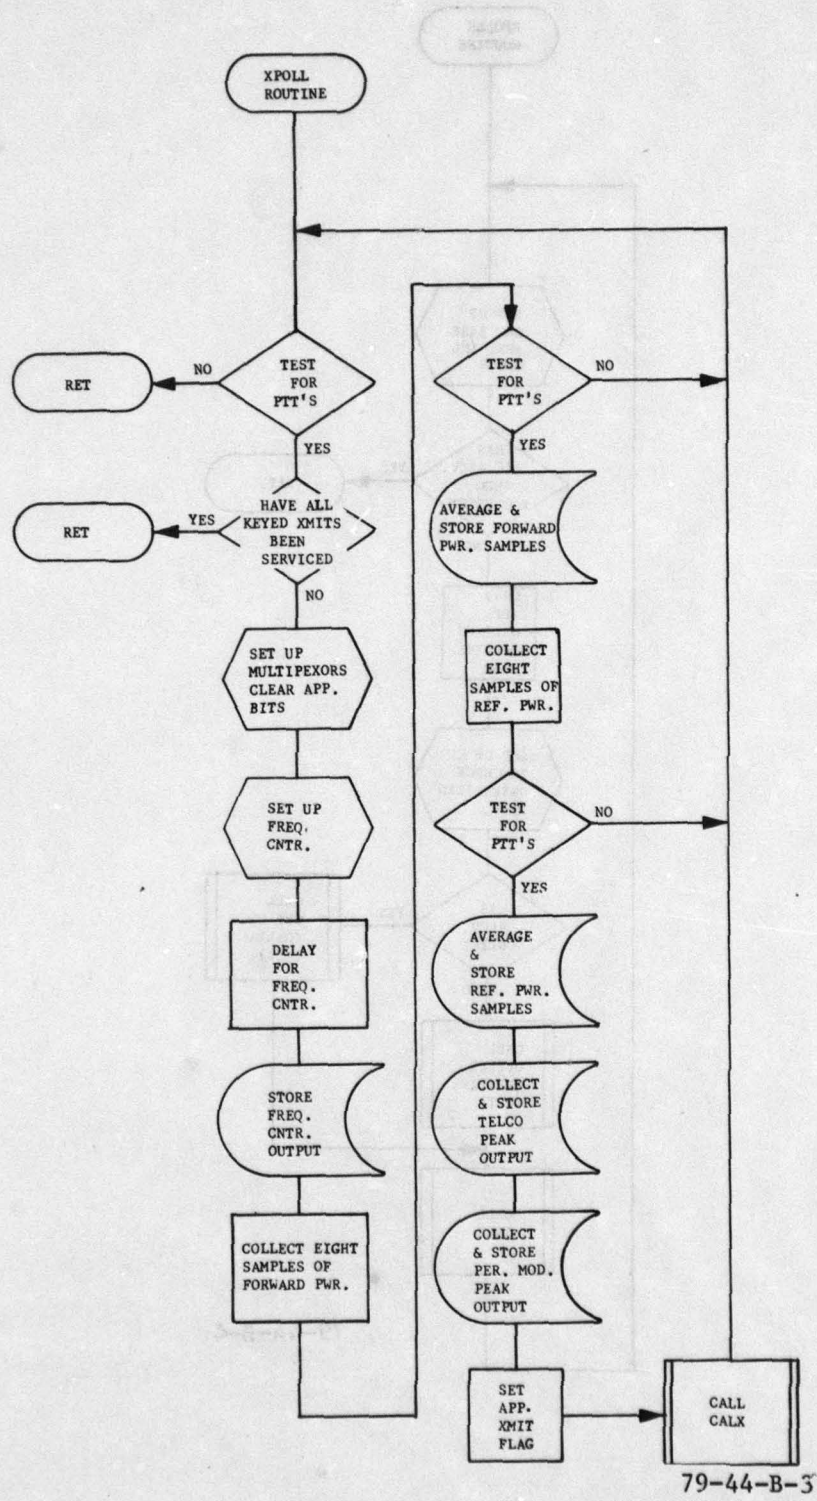 XPOLL
ROUTINE
TEST
FOR
PTT'S
NO
RET
YES
HAVE ALL
KEYED XMITS
BEEN
SERVICED
YES
RET
NO
SET UP
MULTIPEXORS
CLEAR APP.
BITS
SET UP
FREQ.
CNTR.
DELAY
FOR
FREQ.
CNTR.
STORE
FREQ.
CNTR.
OUTPUT
COLLECT EIGHT
SAMPLES OF
FORWARD PWR.
TEST
FOR
PTT'S
NO
YES
AVERAGE &
STORE FORWARD
PWR. SAMPLES
COLLECT
EIGHT
SAMPLES OF
REF. PWR.
TEST
FOR
PTT'S
NO
YES
AVERAGE
&
STORE
REF. PWR.
SAMPLES
COLLECT
& STORE
TELCO
PEAK
OUTPUT
COLLECT
& STORE
PER. MOD.
PEAK
OUTPUT
SET
APP.
XMIT
FLAG
CALL
CALX
79-44-B-3